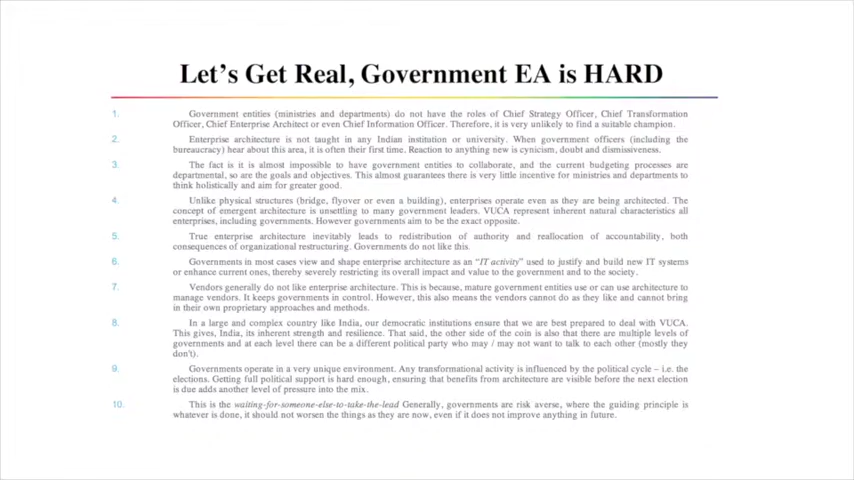 Let's Get Real, Government EA is HARD
1. Government entities (ministries and departments) do not have the roles of Chief Strategy Officer, Chief Transformation
Officer, Chief Enterprise Architect or even Chief Information Officer. Therefore, it is very unlikely to find a suitable champion.
2. Enterprise architecture is not taught in any Indian institution or university. When government officers (including the
bureaucracy) hear about this area, it is often their first time. Reaction to anything new is cynicism, doubt and dismissiveness.
3. The fact is it is almost impossible to have government entities to collaborate, and the current budgeting processes are
departmental, so are the goals and objectives. This almost guarantees there is very little incentive for ministries and departments to
think holistically and aim for greater good.
4. Unlike physical structures (bridge, flyover or even a building), enterprises operate even as they are being architected. The
concept of emergent architecture is unsettling to many government leaders. VUCA represent inherent natural characteristics all
enterprises, including governments. However governments aim to be the exact opposite.
5. True enterprise architecture inevitably leads to redistribution of authority and reallocation of accountability, both
consequences of organizational restructuring. Governments do not like this.
6. Governments in most cases view and shape enterprise architecture as an “IT activity” used to justify and build new IT systems
or enhance current ones, thereby severely restricting its overall impact and value to the government and to the society.
7. Vendors generally do not like enterprise architecture. This is because, mature government entities use or can use architecture to
manage vendors. It keeps governments in control. However, this also means the vendors cannot do as they like and cannot bring
in their own proprietary approaches and methods.
8. In a large and complex country like India, our democratic institutions ensure that we are best prepared to deal with VUCA.
This gives, India, its inherent strength and resilience. That said, the other side of the coin is also that there are multiple levels of
governments and at each level there can be a different political party who may / may not want to talk to each other (mostly they
don't).
9. Governments operate in a very unique environment. Any transformational activity is influenced by the political cycle – i.e. the
elections. Getting full political support is hard enough, ensuring that benefits from architecture are visible before the next election
is due adds another level of pressure into the mix.
10. This is the waiting-for-someone-else-to-take-the-lead Generally, governments are risk averse, where the guiding principle is
whatever is done, it should not worsen the things as they are now, even if it does not improve anything in future.